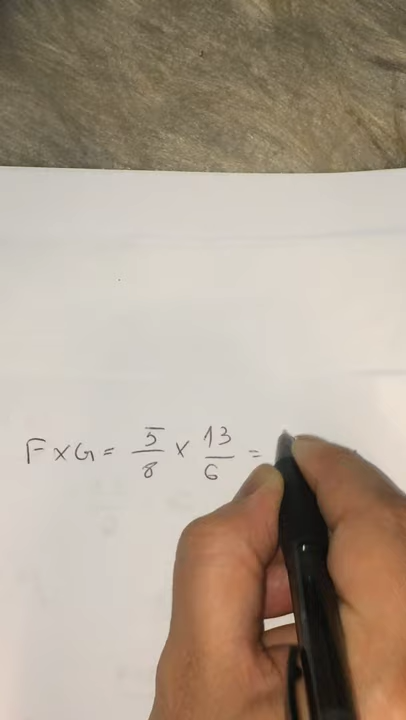 F x G = 5/8 x 13/6 =